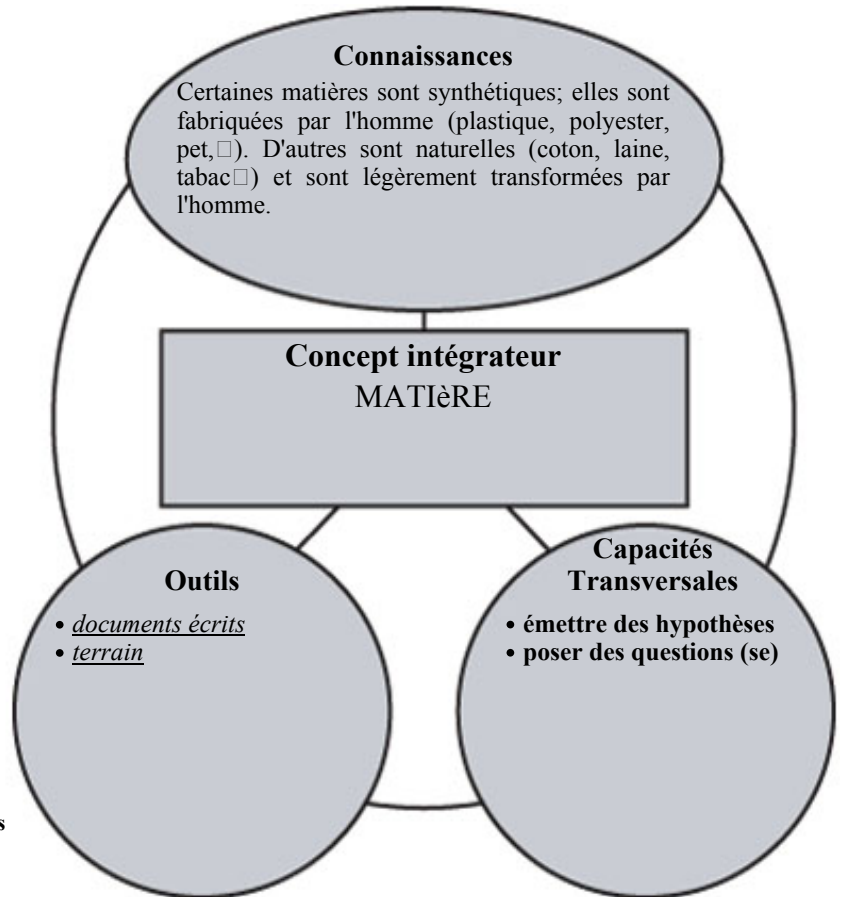 Connaissances
Certaines matières sont synthétiques; elles sont
fabriquées par l'homme (plastique, polyester,
pet,□). D'autres sont naturelles (coton, laine,
tabac□) et sont légèrement transformées par
l'homme.
Concept intégrateur
MATIèRE
Outils
• documents écrits
• terrain
Capacités
Transversales
• émettre des hypothèses
• poser des questions (se)
s